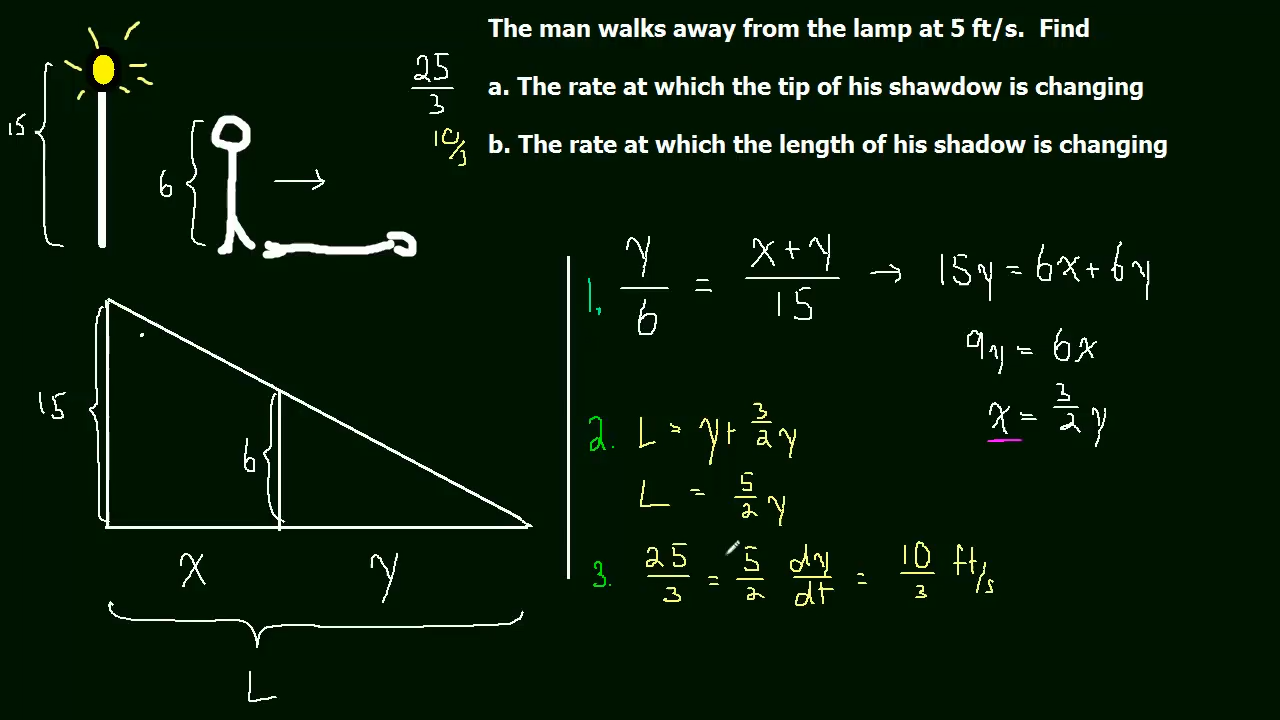 The man walks away from the lamp at 5 ft/s. Find
25/3 a. The rate at which the tip of his shawdow is changing
10/3 b. The rate at which the length of his shadow is changing
15
6
15
6
x
y
L
1. y/6 = (x+y)/15 → 15y = 6x + 6y
9y = 6x
x = 3/2 y
2. L = y + 3/2 y
L = 5/2 y
3. 25/3 = 5/2 dy/dt = 10/3 ft/s